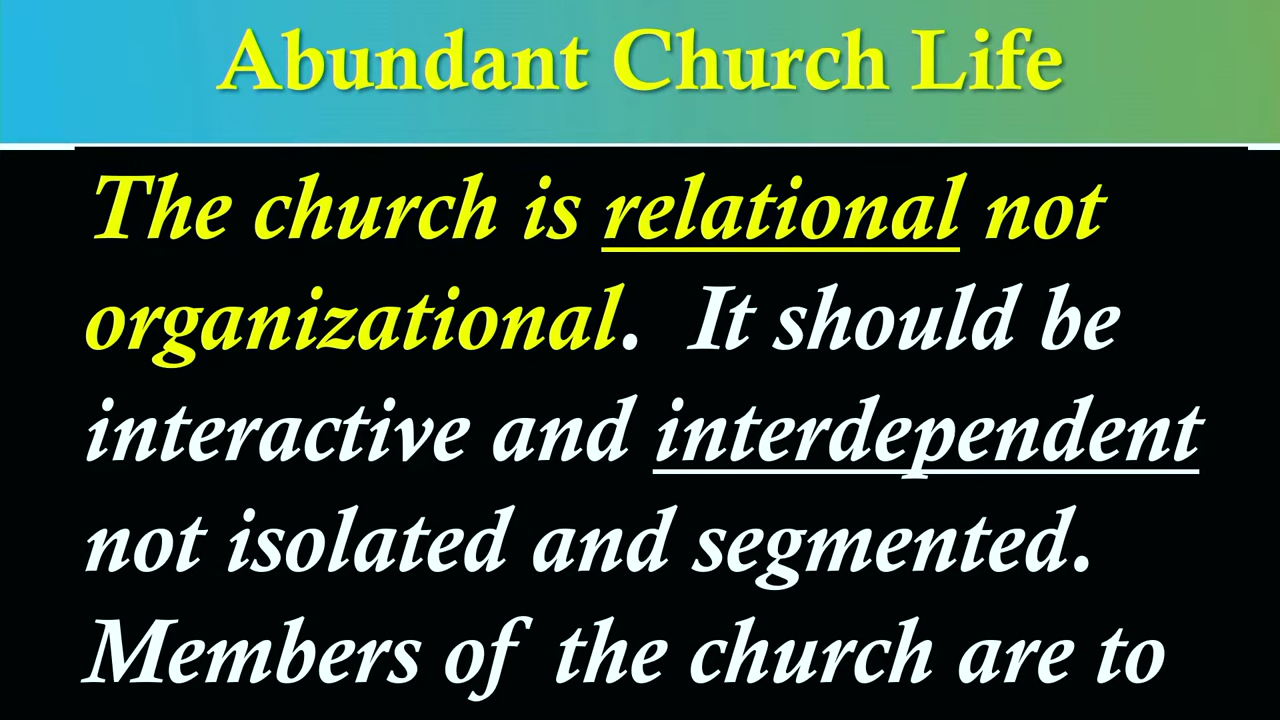 Abundant Church Life
The church is relational not
organizational.  It should be
interactive and interdependent
not isolated and segmented.
Members of the church are to